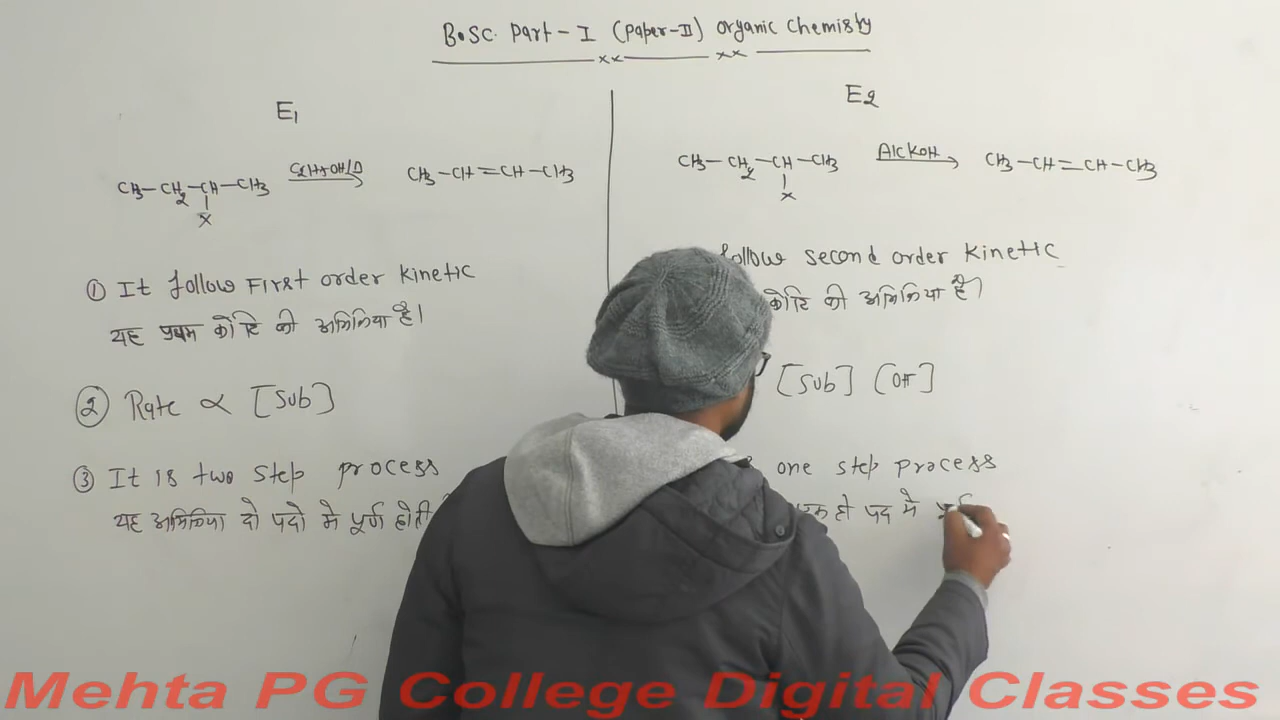 B.SC. Part-I (Paper-II) Organic Chemistry
E1
CH3-CH2-CH-CH3 C2H5OH/Δ CH3-CH=CH-CH3
X
① It follow First order kinetic
यह प्रथम कोटि की अभिक्रिया है।
② Rate ∝ [Sub]
③ It is two step process
यह अभिक्रिया दो पदो मे पूर्ण होती
E2
CH3-CH2-CH-CH3 Alc KOH CH3-CH=CH-CH3
X
follow second order kinetic
कोटि की अभिक्रिया है।
[Sub] [OH]
one step process
एक ही पद मे
Mehta PG College Digital Classes